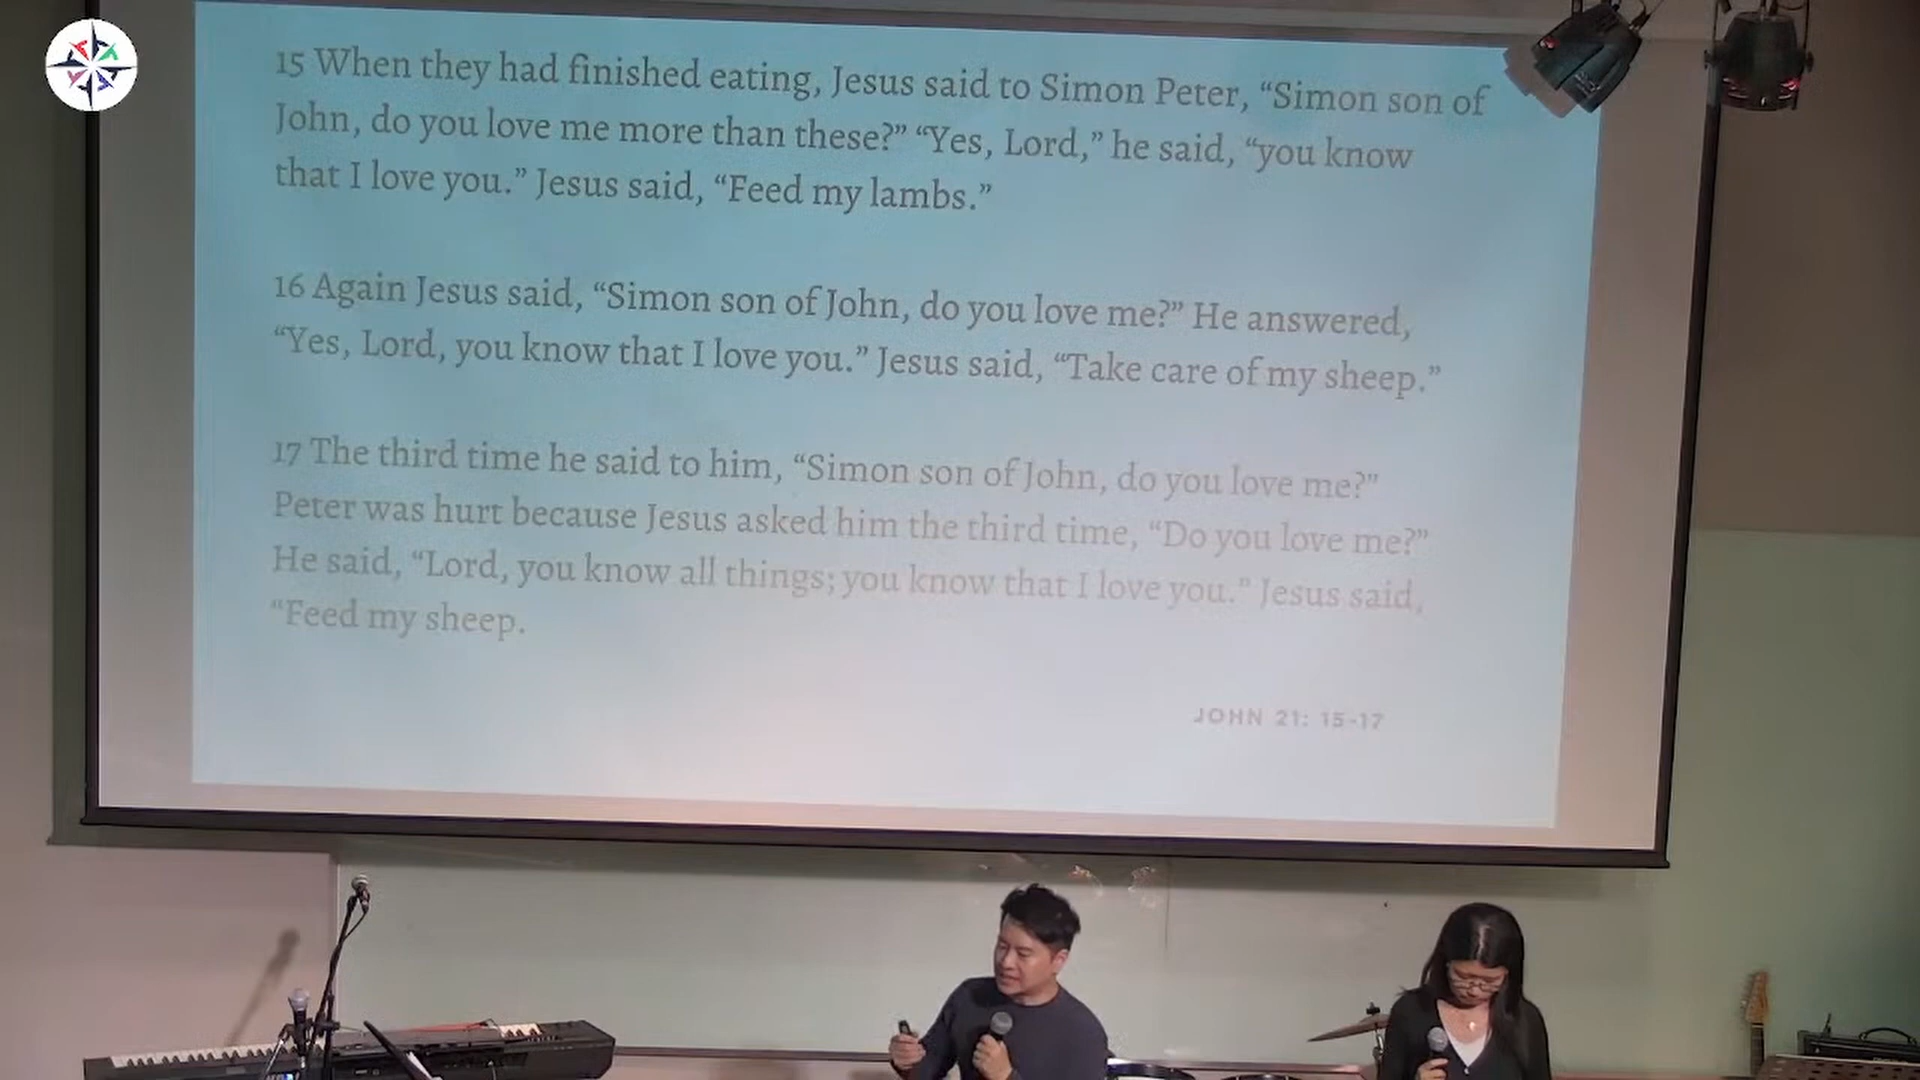 15 When they had finished eating, Jesus said to Simon Peter, “Simon son of
John, do you love me more than these?” “Yes, Lord,” he said, “you know
that I love you.” Jesus said, “Feed my lambs.”
16 Again Jesus said, “Simon son of John, do you love me?” He answered,
“Yes, Lord, you know that I love you.” Jesus said, “Take care of my sheep.”
17 The third time he said to him, “Simon son of John, do you love me?”
Peter was hurt because Jesus asked him the third time, “Do you love me?”
He said, “Lord, you know all things; you know that I love you.” Jesus said,
“Feed my sheep.
JOHN 21: 15-17